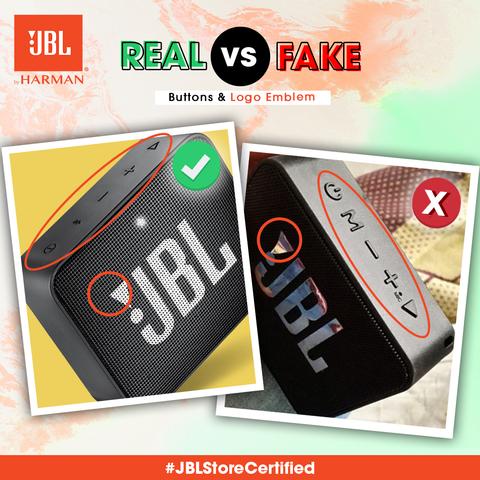 JBL
by HARMAN
REAL VS FAKE
Buttons & Logo Emblem
JBL
JBL
M
#JBLStoreCertified